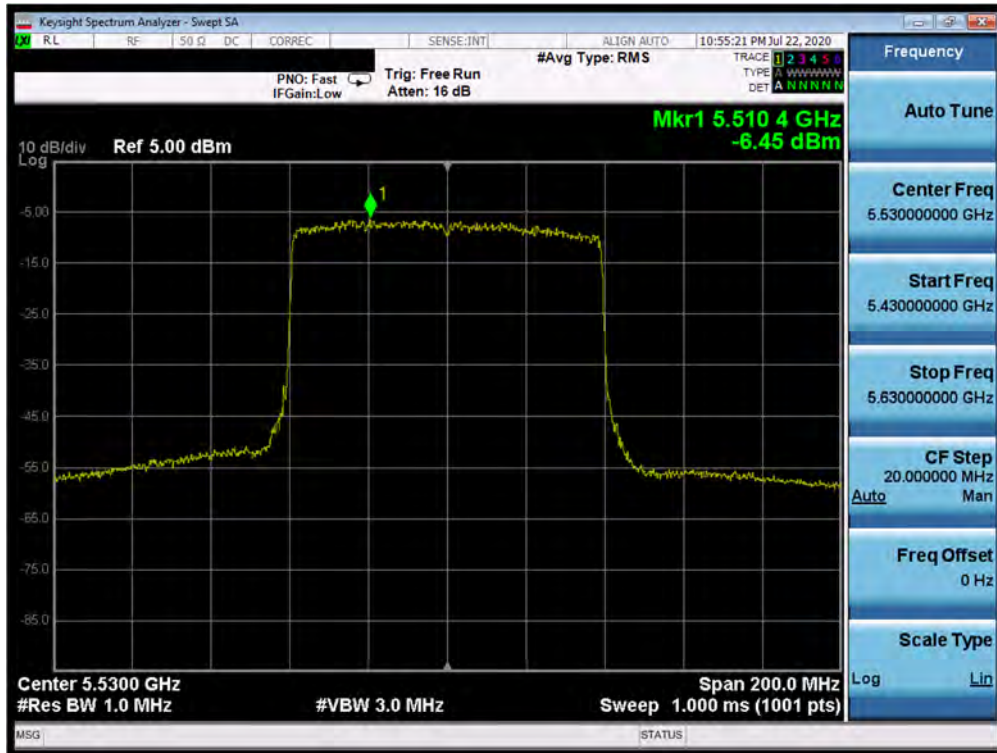 Keysight Spectrum Analyzer - Swept SA
LXI RL RF 50 Ω DC CORREC SENSE:INT ALIGN AUTO 10:55:21 PM Jul 22, 2020
PNO: Fast
IFGain:Low
Trig: Free Run
Atten: 16 dB
#Avg Type: RMS
TRACE 1 2 3 4 5 6
TYPE A WWWWW
DET A N N N N N
Mkr1 5.510 4 GHz
-6.45 dBm
10 dB/div
Log
Ref 5.00 dBm
1
-5.00
-15.0
-25.0
-35.0
-45.0
-55.0
-65.0
-75.0
-85.0
Center 5.5300 GHz
Span 200.0 MHz
#Res BW 1.0 MHz
#VBW 3.0 MHz
Sweep 1.000 ms (1001 pts)
MSG
STATUS
Frequency
Auto Tune
Center Freq
5.530000000 GHz
Start Freq
5.430000000 GHz
Stop Freq
5.630000000 GHz
CF Step
20.000000 MHz
Auto Man
Freq Offset
0 Hz
Scale Type
Log Lin